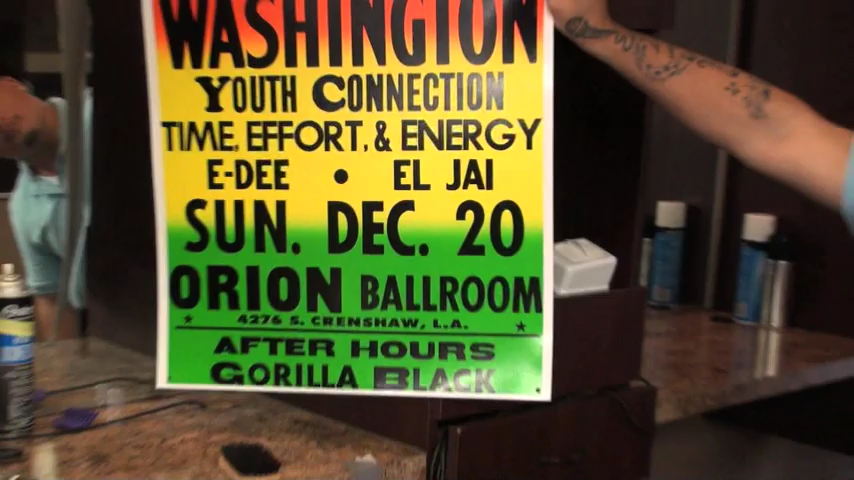 WASHINGTON
YOUTH CONNECTION
TIME, EFFORT, & ENERGY
E-DEE • EL JAI
SUN. DEC. 20
ORION BALLROOM
4276 S. CRENSHAW, L.A.
AFTER HOURS
GORILLA BLACK